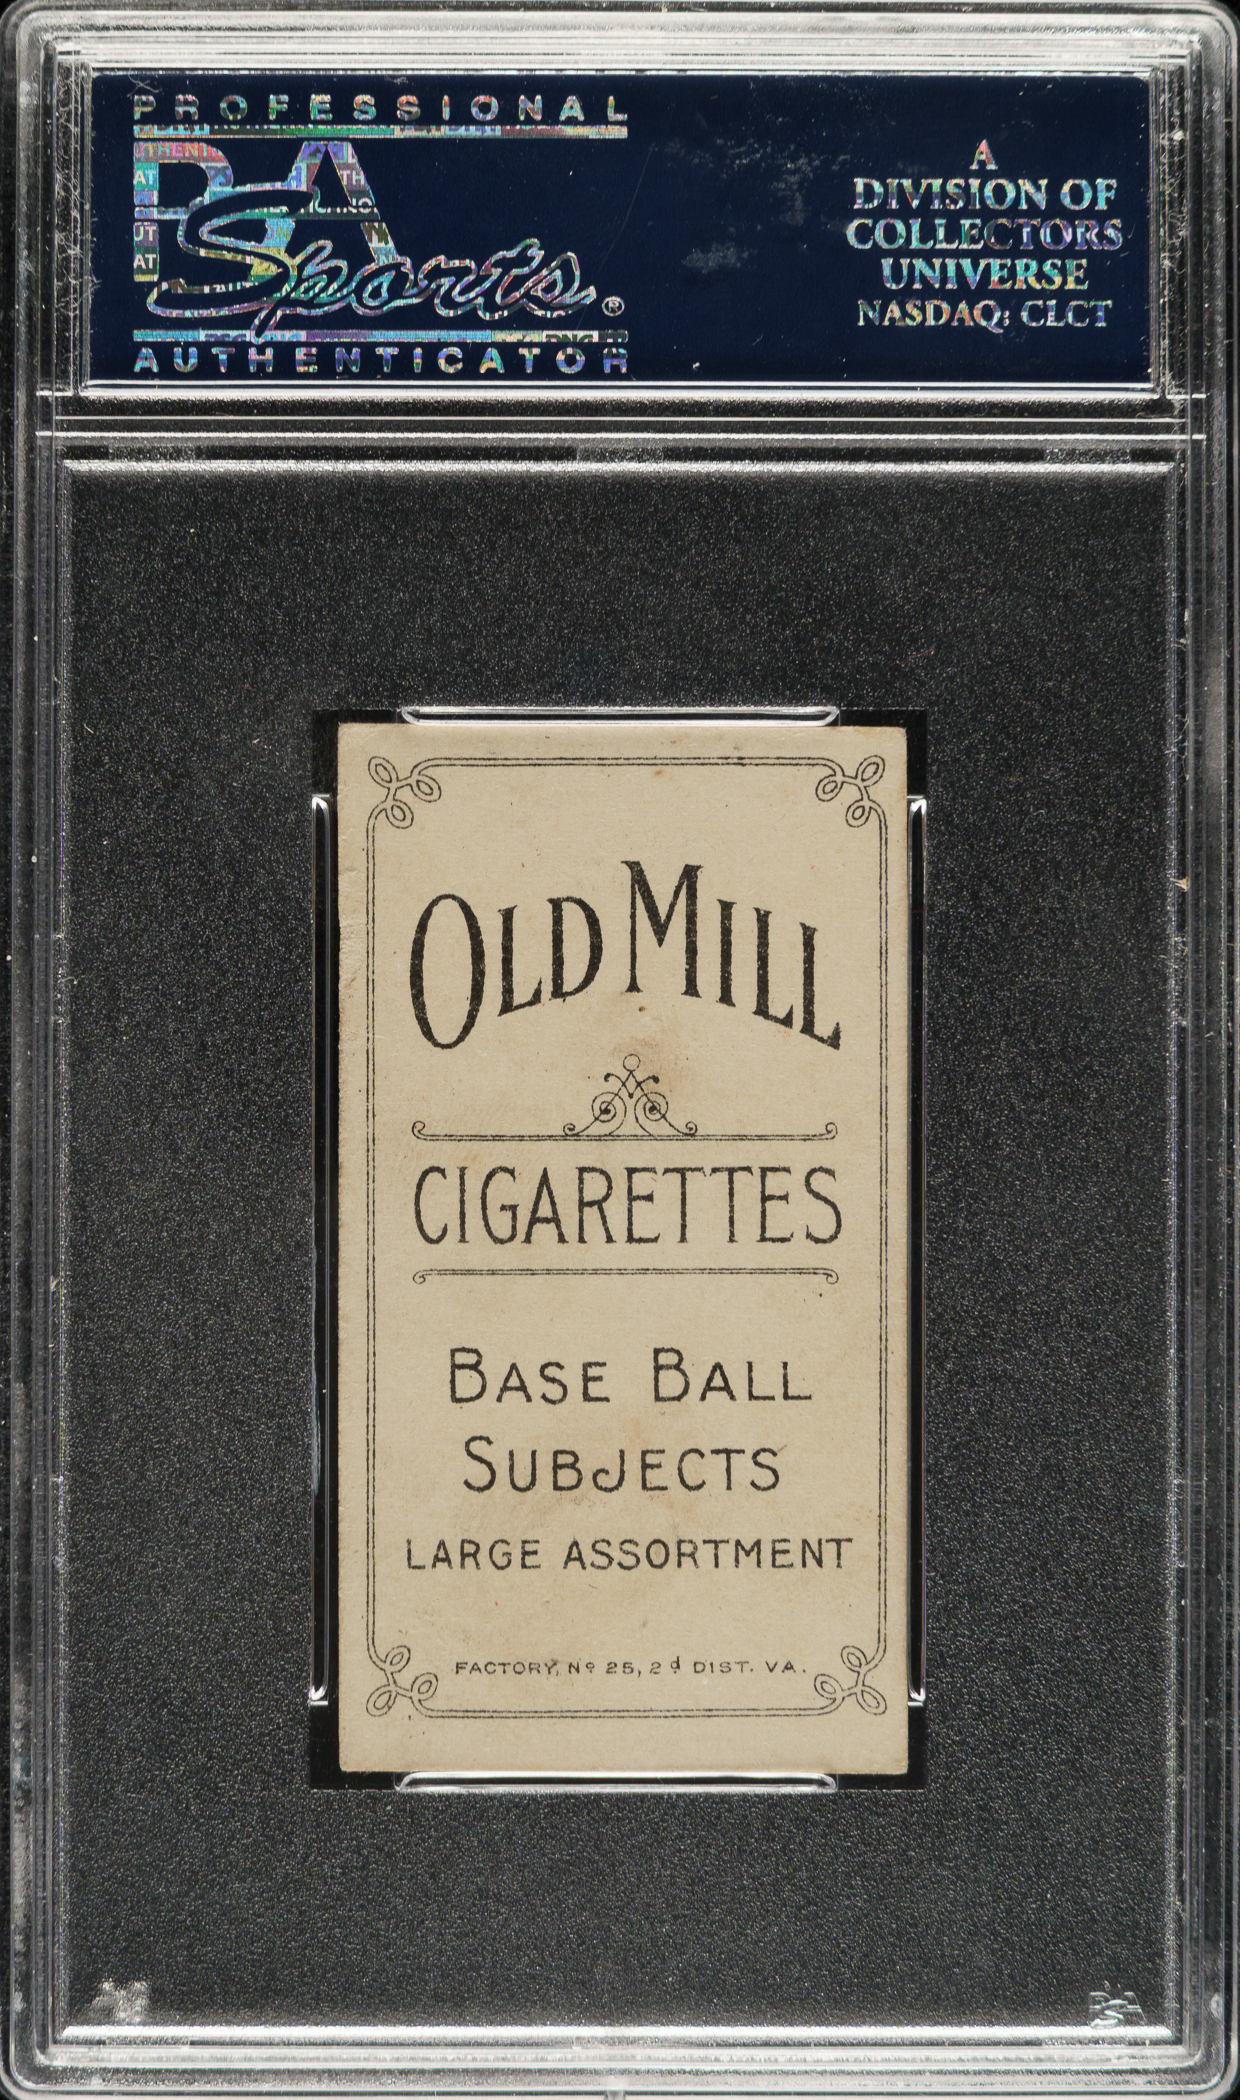 PROFESSIONAL
PSA
Sports®
AUTHENTICATOR
A
DIVISION OF
COLLECTORS
UNIVERSE
NASDAQ: CLCT
OLD MILL
CIGARETTES
BASE BALL
SUBJECTS
LARGE ASSORTMENT
FACTORY, Nº 25, 2ᵈ DIST. VA.
PSA